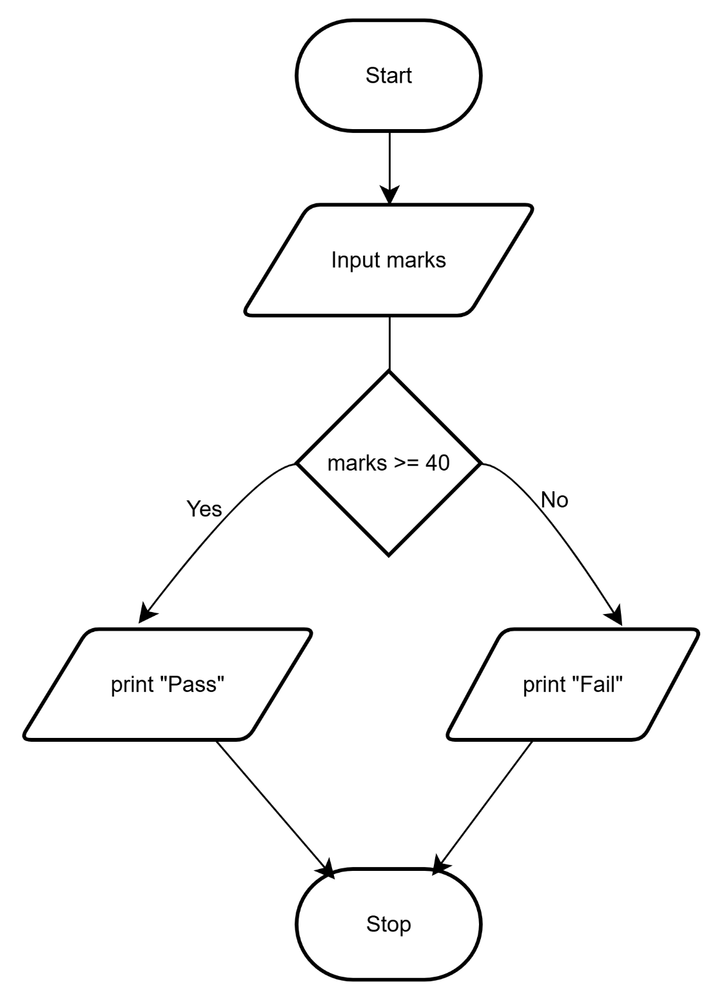 Start
Input marks
marks >= 40
Yes
No
print "Pass"
print "Fail"
Stop